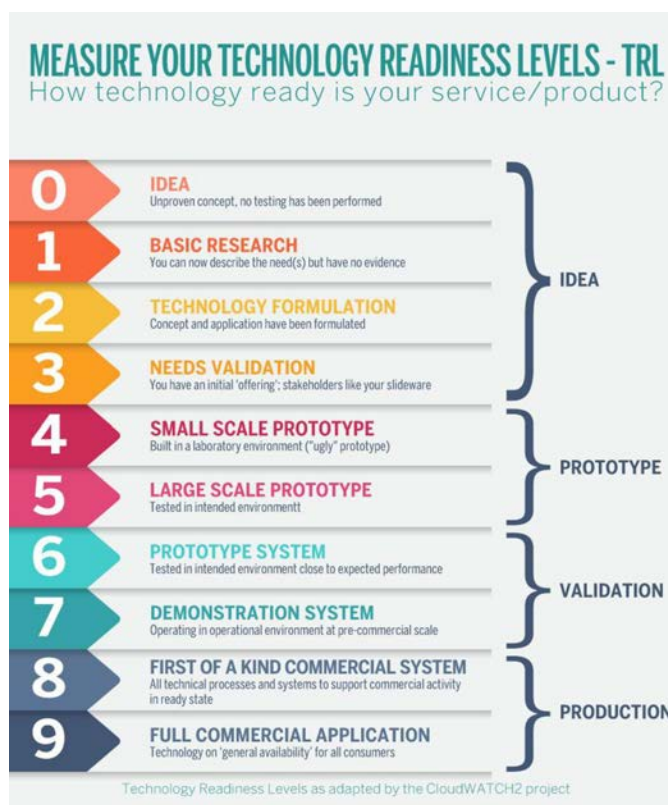 MEASURE YOUR TECHNOLOGY READINESS LEVELS - TRL
How technology ready is your service/product?
0
IDEA
Unproven concept, no testing has been performed
1
BASIC RESEARCH
You can now describe the need(s) but have no evidence
2
TECHNOLOGY FORMULATION
Concept and application have been formulated
3
NEEDS VALIDATION
You have an initial 'offering'; stakeholders like your slideware
IDEA
4
SMALL SCALE PROTOTYPE
Built in a laboratory environment ("ugly" prototype)
5
LARGE SCALE PROTOTYPE
Tested in intended environmentt
PROTOTYPE
6
PROTOTYPE SYSTEM
Tested in intended environment close to expected performance
7
DEMONSTRATION SYSTEM
Operating in operational environment at pre-commercial scale
VALIDATION
8
FIRST OF A KIND COMMERCIAL SYSTEM
All technical processes and systems to support commercial activity
in ready state
9
FULL COMMERCIAL APPLICATION
Technology on 'general availability' for all consumers
PRODUCTION
Technology Readiness Levels as adapted by the CloudWATCH2 project